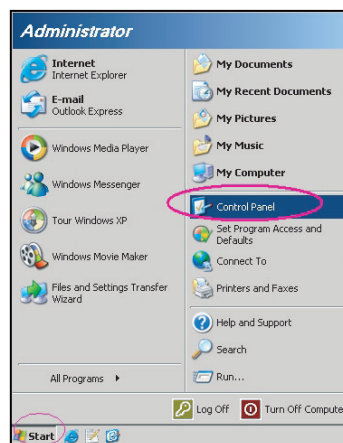 Administrator
Internet
Internet Explorer
E-mail
Outlook Express
Windows Media Player
Windows Messenger
Tour Windows XP
Windows Movie Maker
Files and Settings Transfer
Wizard
All Programs
My Documents
My Recent Documents
My Pictures
My Music
My Computer
Control Panel
Set Program Access and
Defaults
Connect To
Printers and Faxes
Help and Support
Search
Run...
Log Off
Turn Off Compute
Start